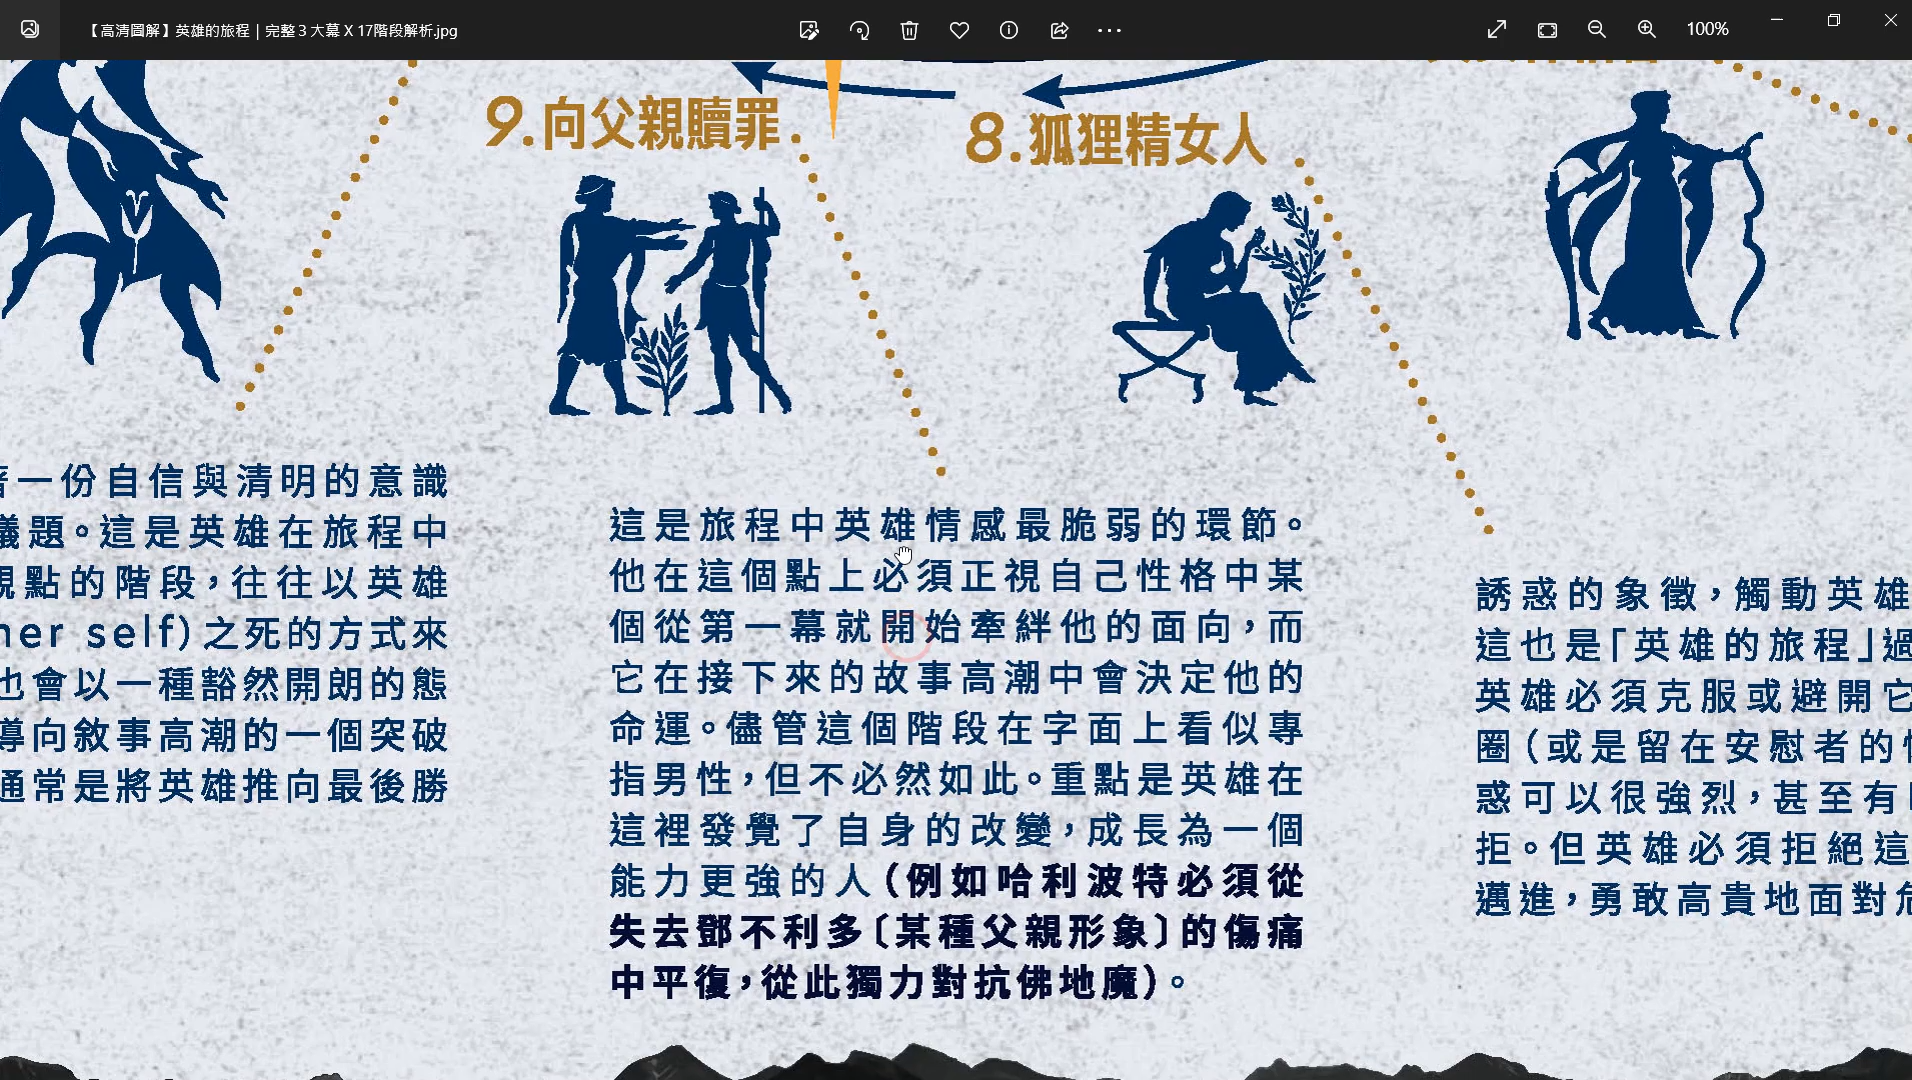 【高清圖解】英雄的旅程 | 完整 3 大幕 X 17階段解析.jpg
100%
9.向父親贖罪
8.狐狸精女人
一份自信與清明的意識
題。這是英雄在旅程中
點的階段，往往以英雄
ner self)之死的方式來
也會以一種豁然開朗的態
導向敘事高潮的一個突破
通常是將英雄推向最後勝
這是旅程中英雄情感最脆弱的環節。
他在這個點上必須正視自己性格中某
個從第一幕就開始牽絆他的面向，而
它在接下來的故事高潮中會決定他的
命運。儘管這個階段在字面上看似專
指男性，但不必然如此。重點是英雄在
這裡發覺了自身的改變，成長為一個
能力更強的人(例如哈利波特必須從
失去鄧不利多〔某種父親形象〕的傷痛
中平復，從此獨力對抗佛地魔)。
誘惑的象徵，觸動英雄
這也是「英雄的旅程」過
英雄必須克服或避開它
圈(或是留在安慰者的
惑可以很強烈，甚至有
拒。但英雄必須拒絕這
邁進，勇敢高貴地面對危